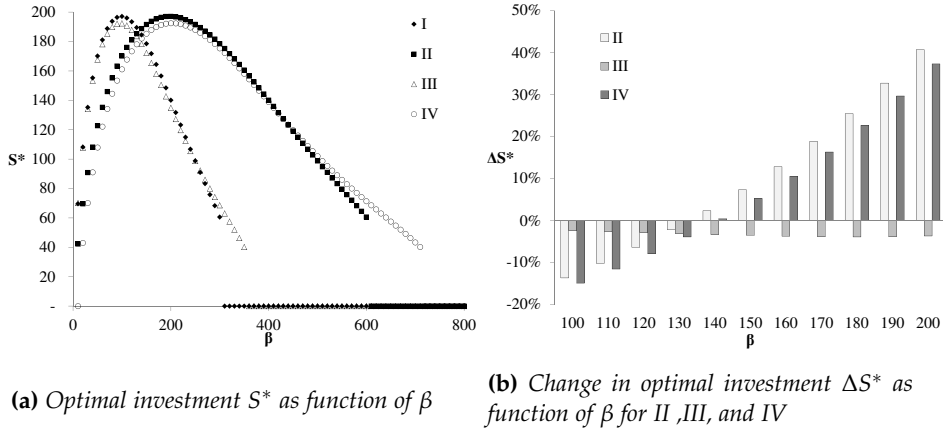 200
180
160
140
120
100
80
60
40
20
-
S*
0
200
400
600
800
β
I
II
III
IV
40%
30%
20%
10%
0%
-10%
-20%
ΔS*
II
III
IV
100 110 120 130 140 150 160 170 180 190 200
β
(a) Optimal investment S* as function of β
(b) Change in optimal investment ΔS* as
function of β for II ,III, and IV